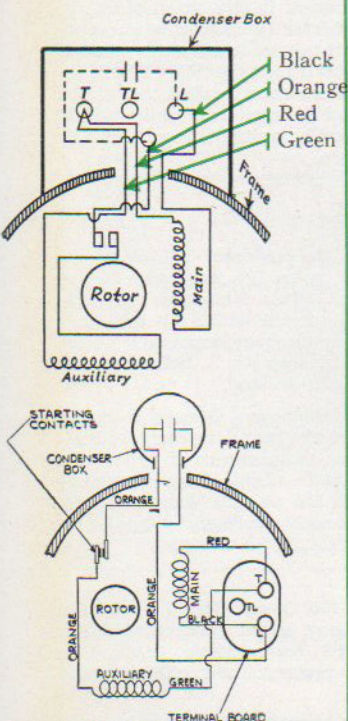 Condenser Box
Black
Orange
Red
Green
T
TL
L
Frame
Rotor
Main
Auxiliary
STARTING CONTACTS
CONDENSER BOX
FRAME
ORANGE
RED
ORANGE
MAIN
BLACK
T
TL
L
ROTOR
ORANGE
AUXILIARY
GREEN
TERMINAL BOARD